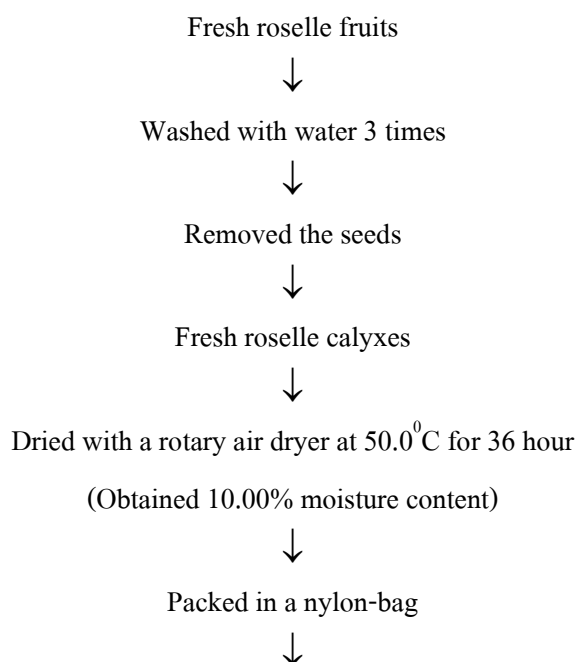 Fresh roselle fruits
↓
Washed with water 3 times
↓
Removed the seeds
↓
Fresh roselle calyxes
↓
Dried with a rotary air dryer at 50.0⁰C for 36 hour
(Obtained 10.00% moisture content)
↓
Packed in a nylon-bag
↓